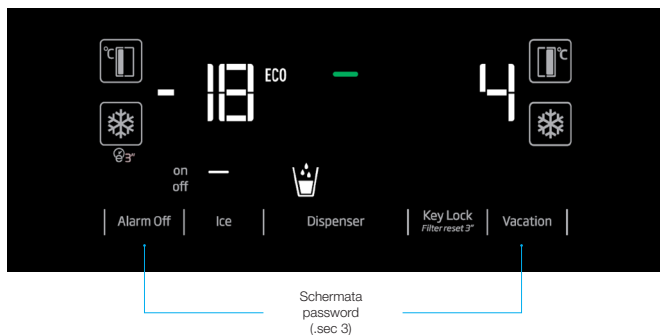 °C
°C
- 18 ECO
4
3"
on
off
Alarm Off
Ice
Dispenser
Key Lock
Filter reset 3"
Vacation
Schermata
password
(.sec 3)